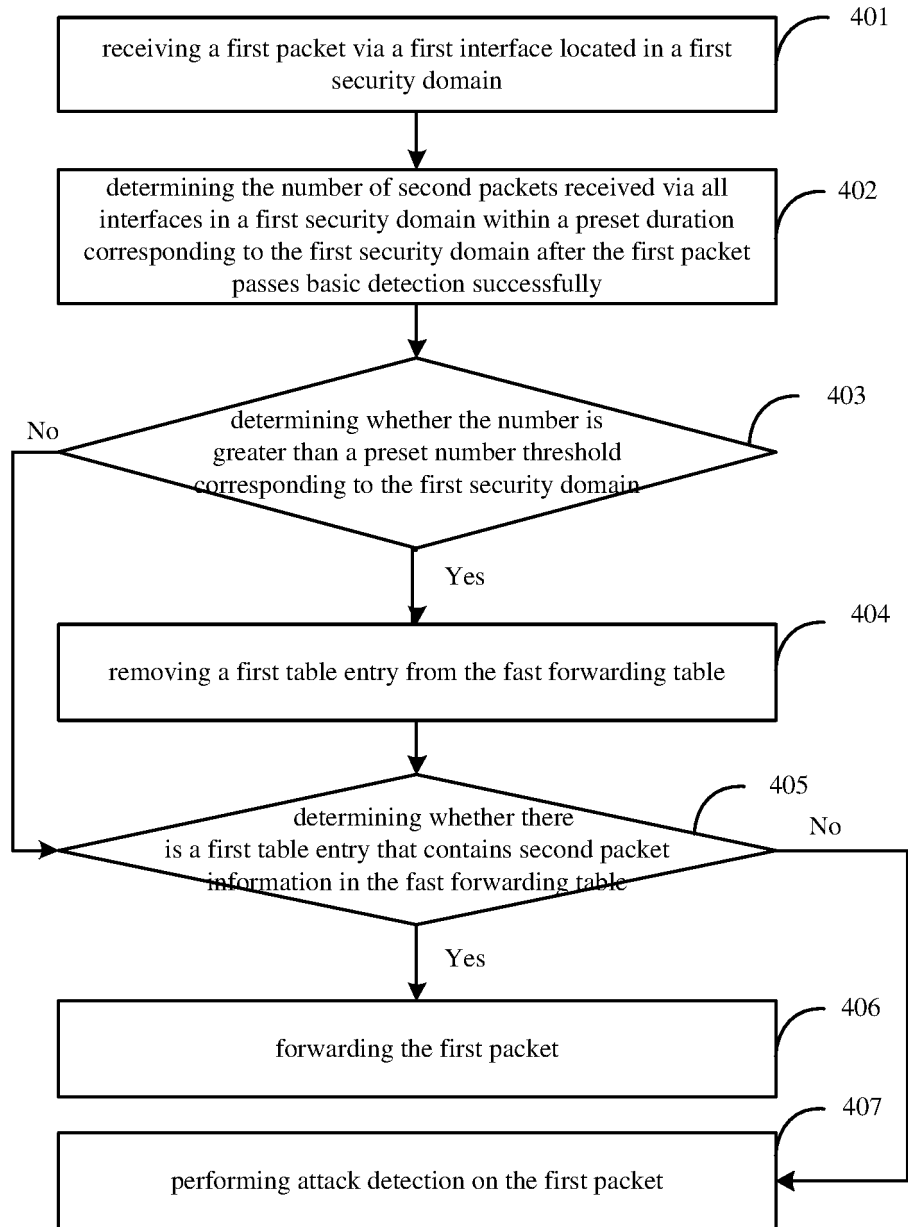 401
receiving a first packet via a first interface located in a first
security domain
402
determining the number of second packets received via all
interfaces in a first security domain within a preset duration
corresponding to the first security domain after the first packet
passes basic detection successfully
403
determining whether the number is
greater than a preset number threshold
corresponding to the first security domain
No
Yes
404
removing a first table entry from the fast forwarding table
405
determining whether there
is a first table entry that contains second packet
information in the fast forwarding table
No
Yes
406
forwarding the first packet
407
performing attack detection on the first packet